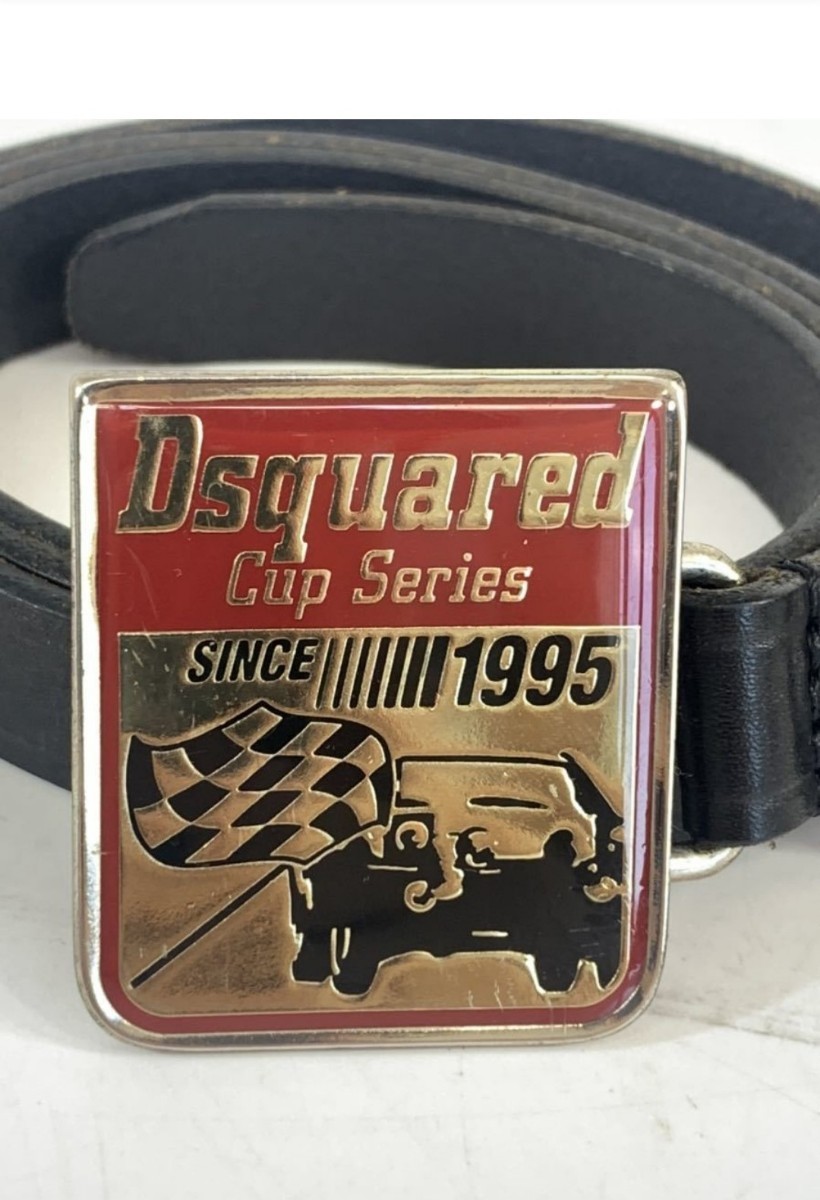 Dsquared
Cup Series
SINCE 1995